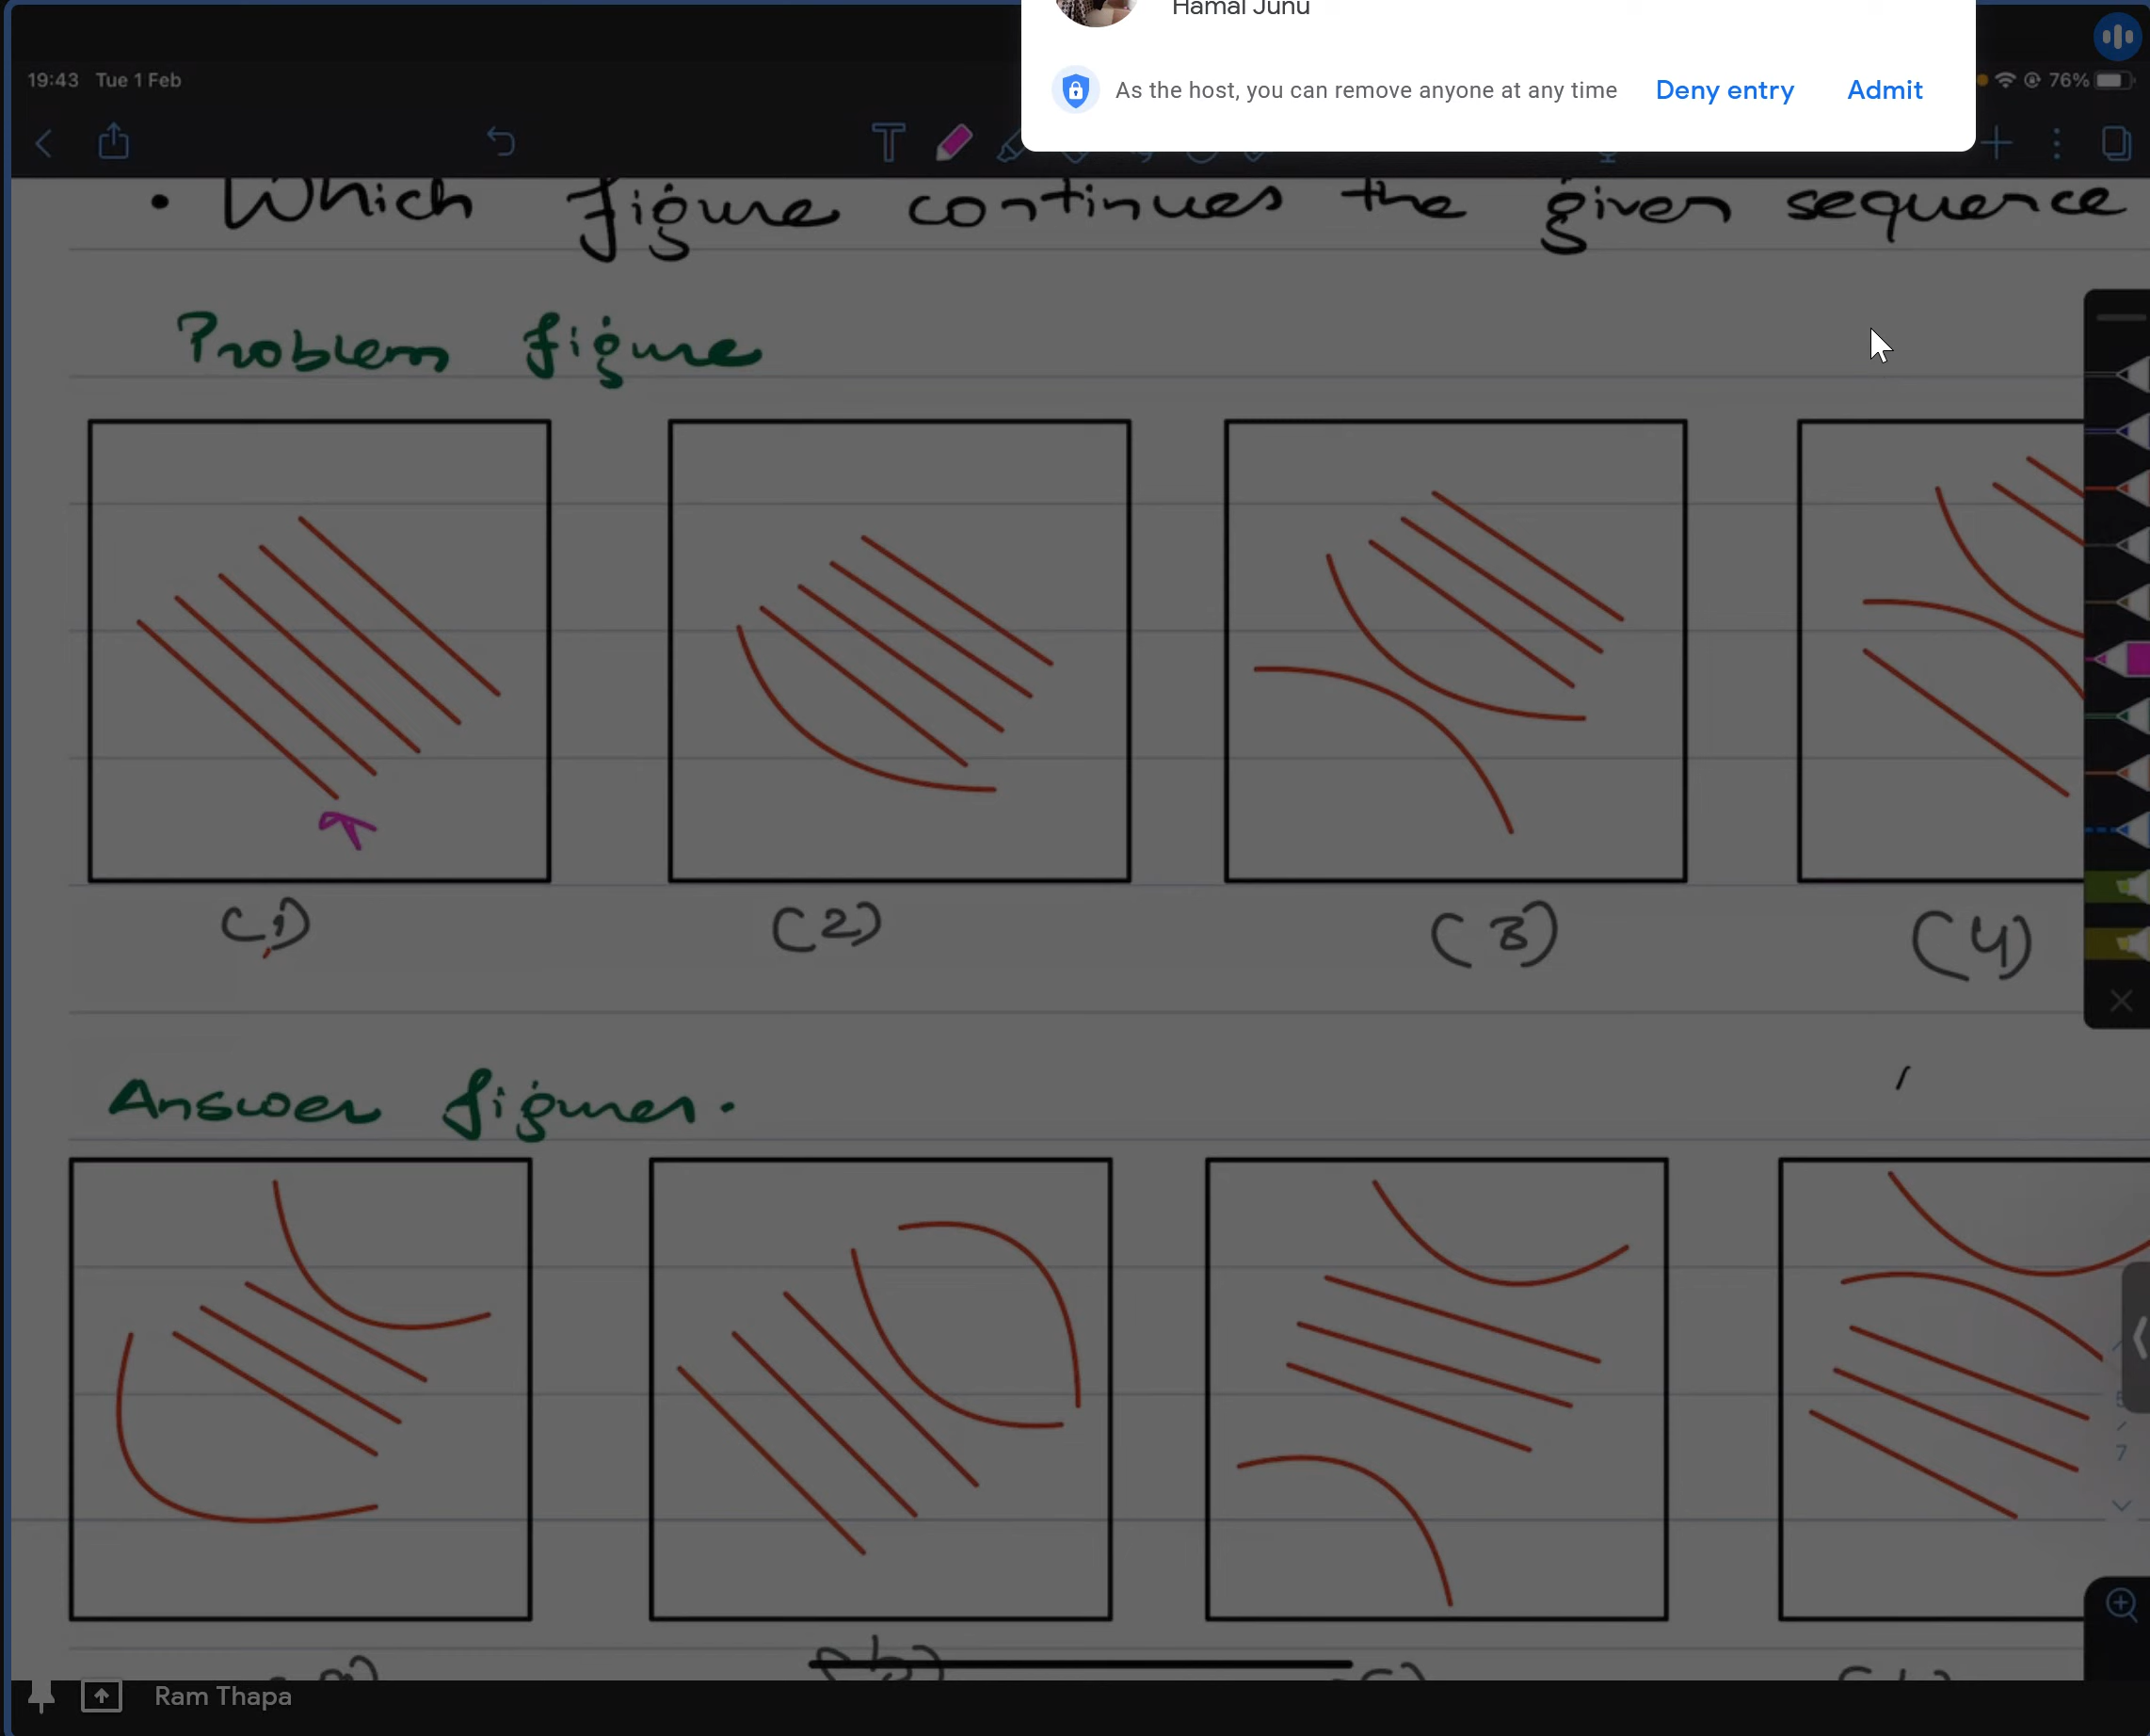 Hamal Junu
As the host, you can remove anyone at any time Deny entry Admit
19:43 Tue 1 Feb 76%
• Which figure continues the given sequence
Problem figure
(1) (2) (3) (4)
Answer figures.
7
Ram Thapa